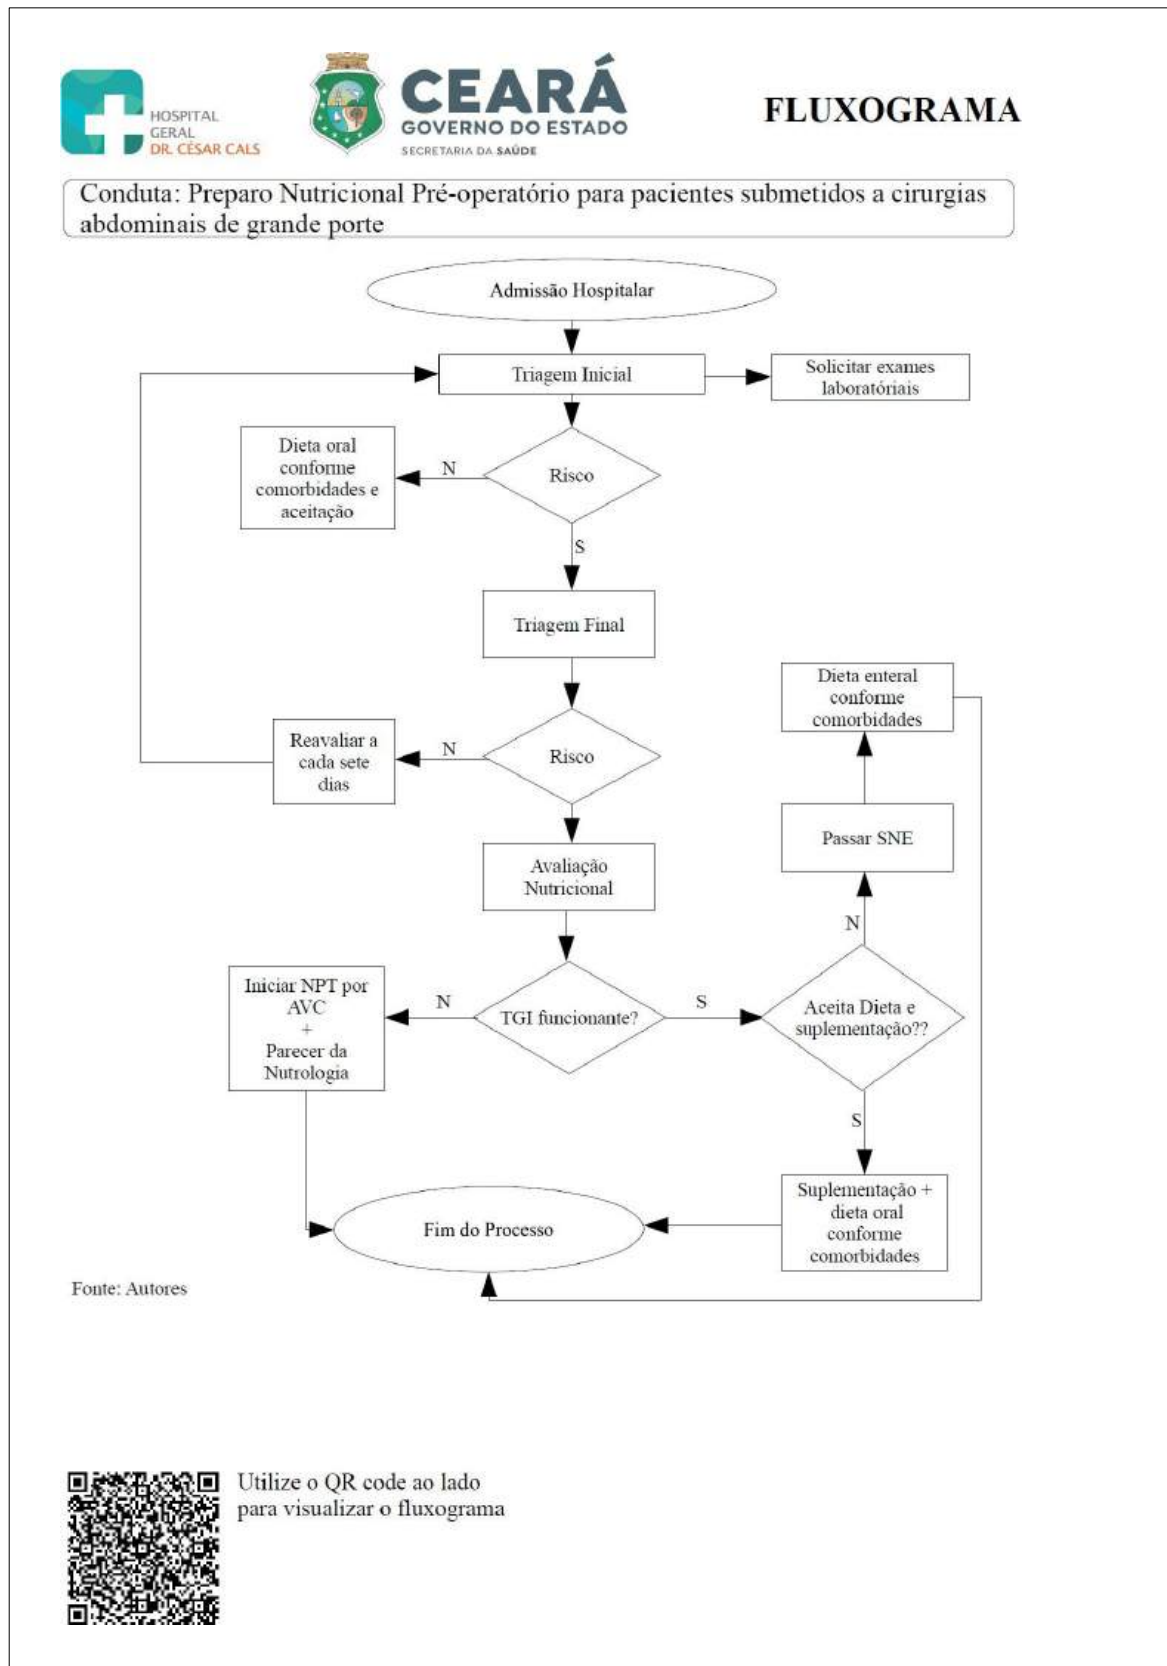 HOSPITAL
GERAL
DR. CÉSAR CALS
CEARÁ
GOVERNO DO ESTADO
SECRETARIA DA SAÚDE
FLUXOGRAMA
Conduta: Preparo Nutricional Pré-operatório para pacientes submetidos a cirurgias
abdominais de grande porte
Admissão Hospitalar
Triagem Inicial
Solicitar exames
laboratóriais
Dieta oral
conforme
comorbidades e
aceitação
N
Risco
S
Triagem Final
Dieta enteral
conforme
comorbidades
Reavaliar a
cada sete
dias
N
Risco
Passar SNE
Avaliação
Nutricional
N
Iniciar NPT por
AVC
+
Parecer da
Nutrologia
N
TGI funcionante?
S
Aceita Dieta e
suplementação??
S
Suplementação +
dieta oral
conforme
comorbidades
Fim do Processo
Fonte: Autores
Utilize o QR code ao lado
para visualizar o fluxograma